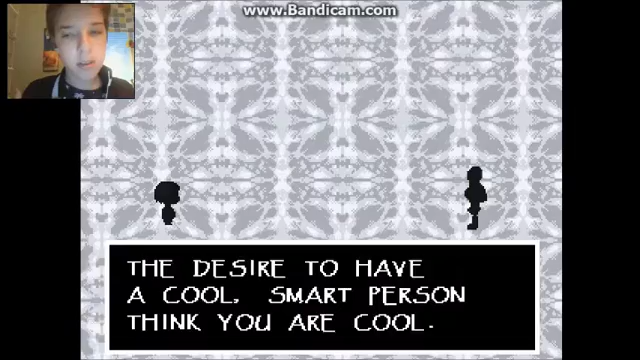 www.Bandicam.com
THE DESIRE TO HAVE
A COOL, SMART PERSON
THINK YOU ARE COOL.